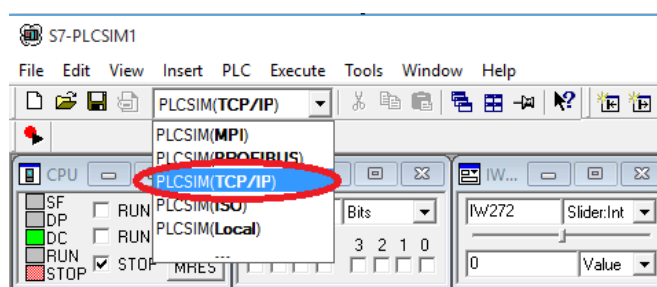 S7-PLCSIM1
File Edit View Insert PLC Execute Tools Window Help
PLCSIM(TCP/IP)
PLCSIM(MPI)
PLCSIM(PROFIBUS)
PLCSIM(TCP/IP)
PLCSIM(ISO)
PLCSIM(Local)
...
CPU
IW...
SF
DP
DC
RUN
STOP
RUN
RUN
STOP
MRES
Bits
3 2 1 0
IW272 Slider:Int
0 Value